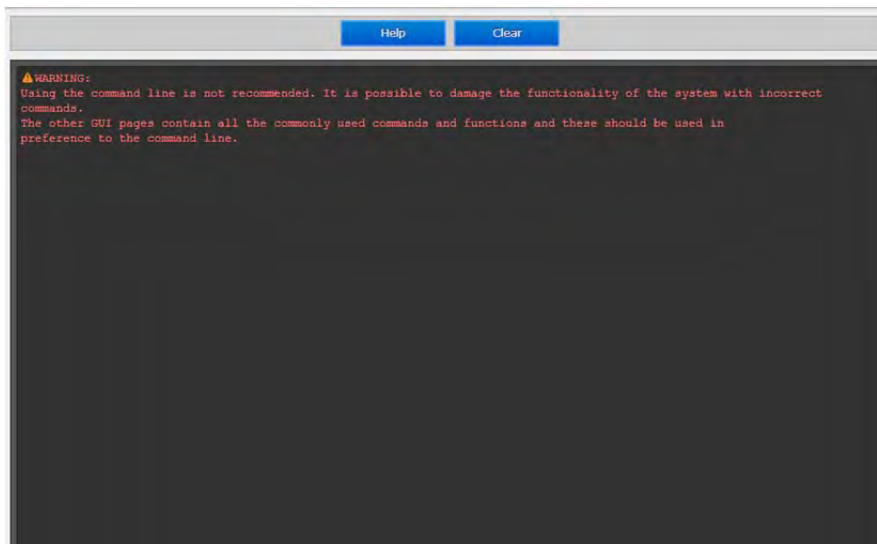 Help Clear
WARNING:
Using the command line is not recommended. It is possible to damage the functionality of the system with incorrect
commands.
The other GUI pages contain all the commonly used commands and functions and these should be used in
preference to the command line.